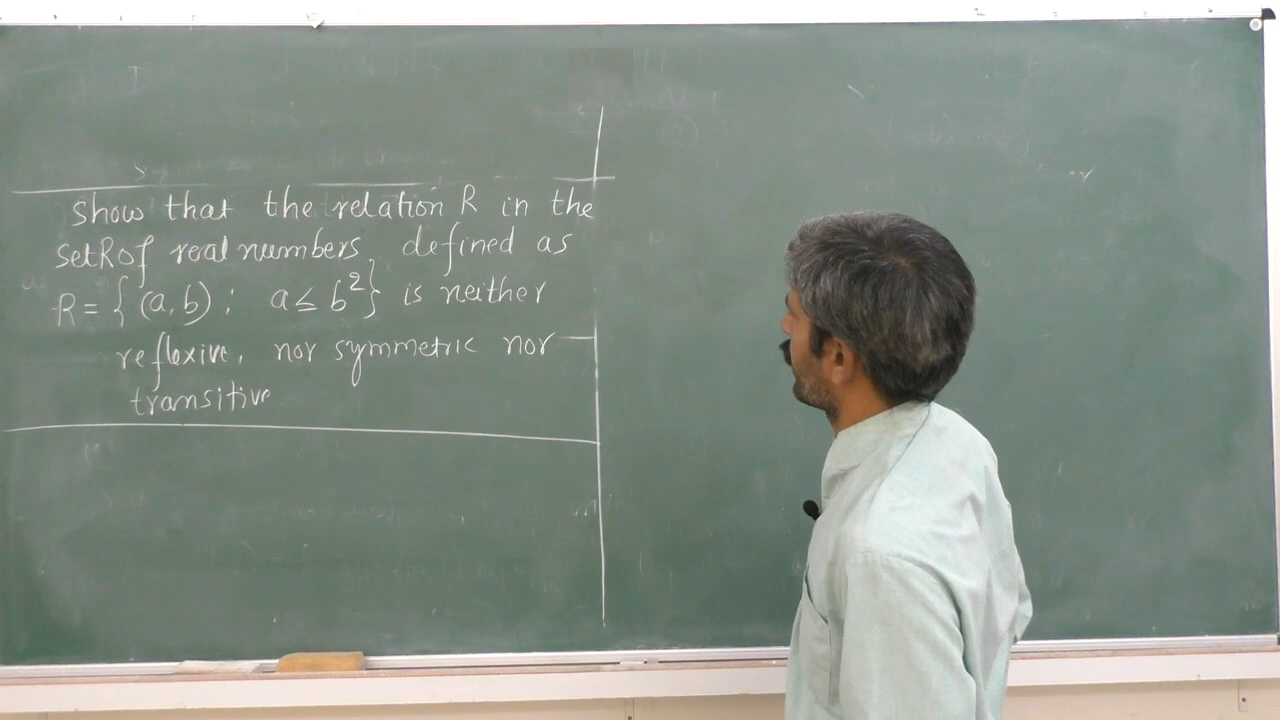 Show that the relation R in the
set R of real numbers, defined as
R = { (a, b) ; a ≤ b² } is neither
reflexive, nor symmetric nor
transitive